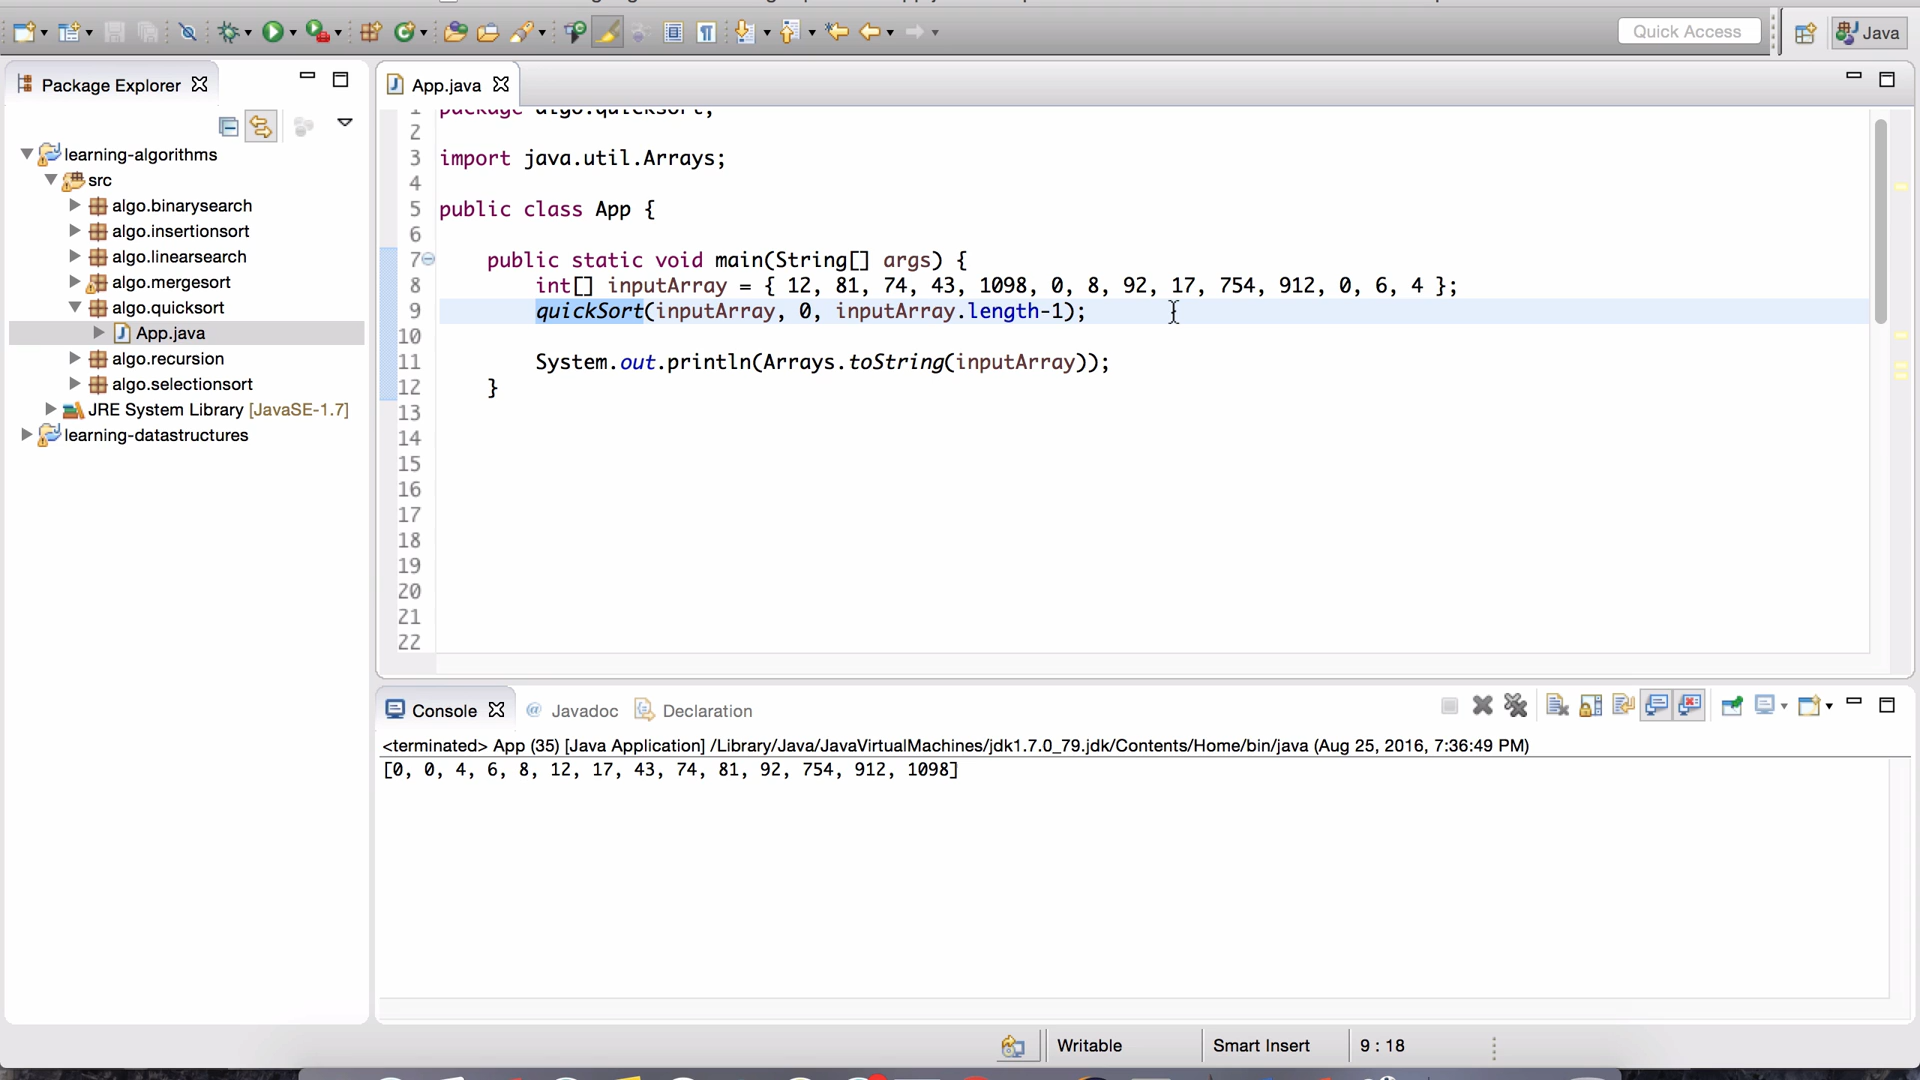 Quick Access
Java
Package Explorer
learning-algorithms
src
algo.binarysearch
algo.insertionsort
algo.linearsearch
algo.mergesort
algo.quicksort
App.java
algo.recursion
algo.selectionsort
JRE System Library [JavaSE-1.7]
learning-datastructures
App.java
1 package algo.quicksort;
2
3 import java.util.Arrays;
4
5 public class App {
6
7 public static void main(String[] args) {
8 int[] inputArray = { 12, 81, 74, 43, 1098, 0, 8, 92, 17, 754, 912, 0, 6, 4 };
9 quickSort(inputArray, 0, inputArray.length-1);
10
11 System.out.println(Arrays.toString(inputArray));
12 }
13
14
15
16
17
18
19
20
21
22
Console
@ Javadoc
Declaration
<terminated> App (35) [Java Application] /Library/Java/JavaVirtualMachines/jdk1.7.0_79.jdk/Contents/Home/bin/java (Aug 25, 2016, 7:36:49 PM)
[0, 0, 4, 6, 8, 12, 17, 43, 74, 81, 92, 754, 912, 1098]
Writable
Smart Insert
9 : 18